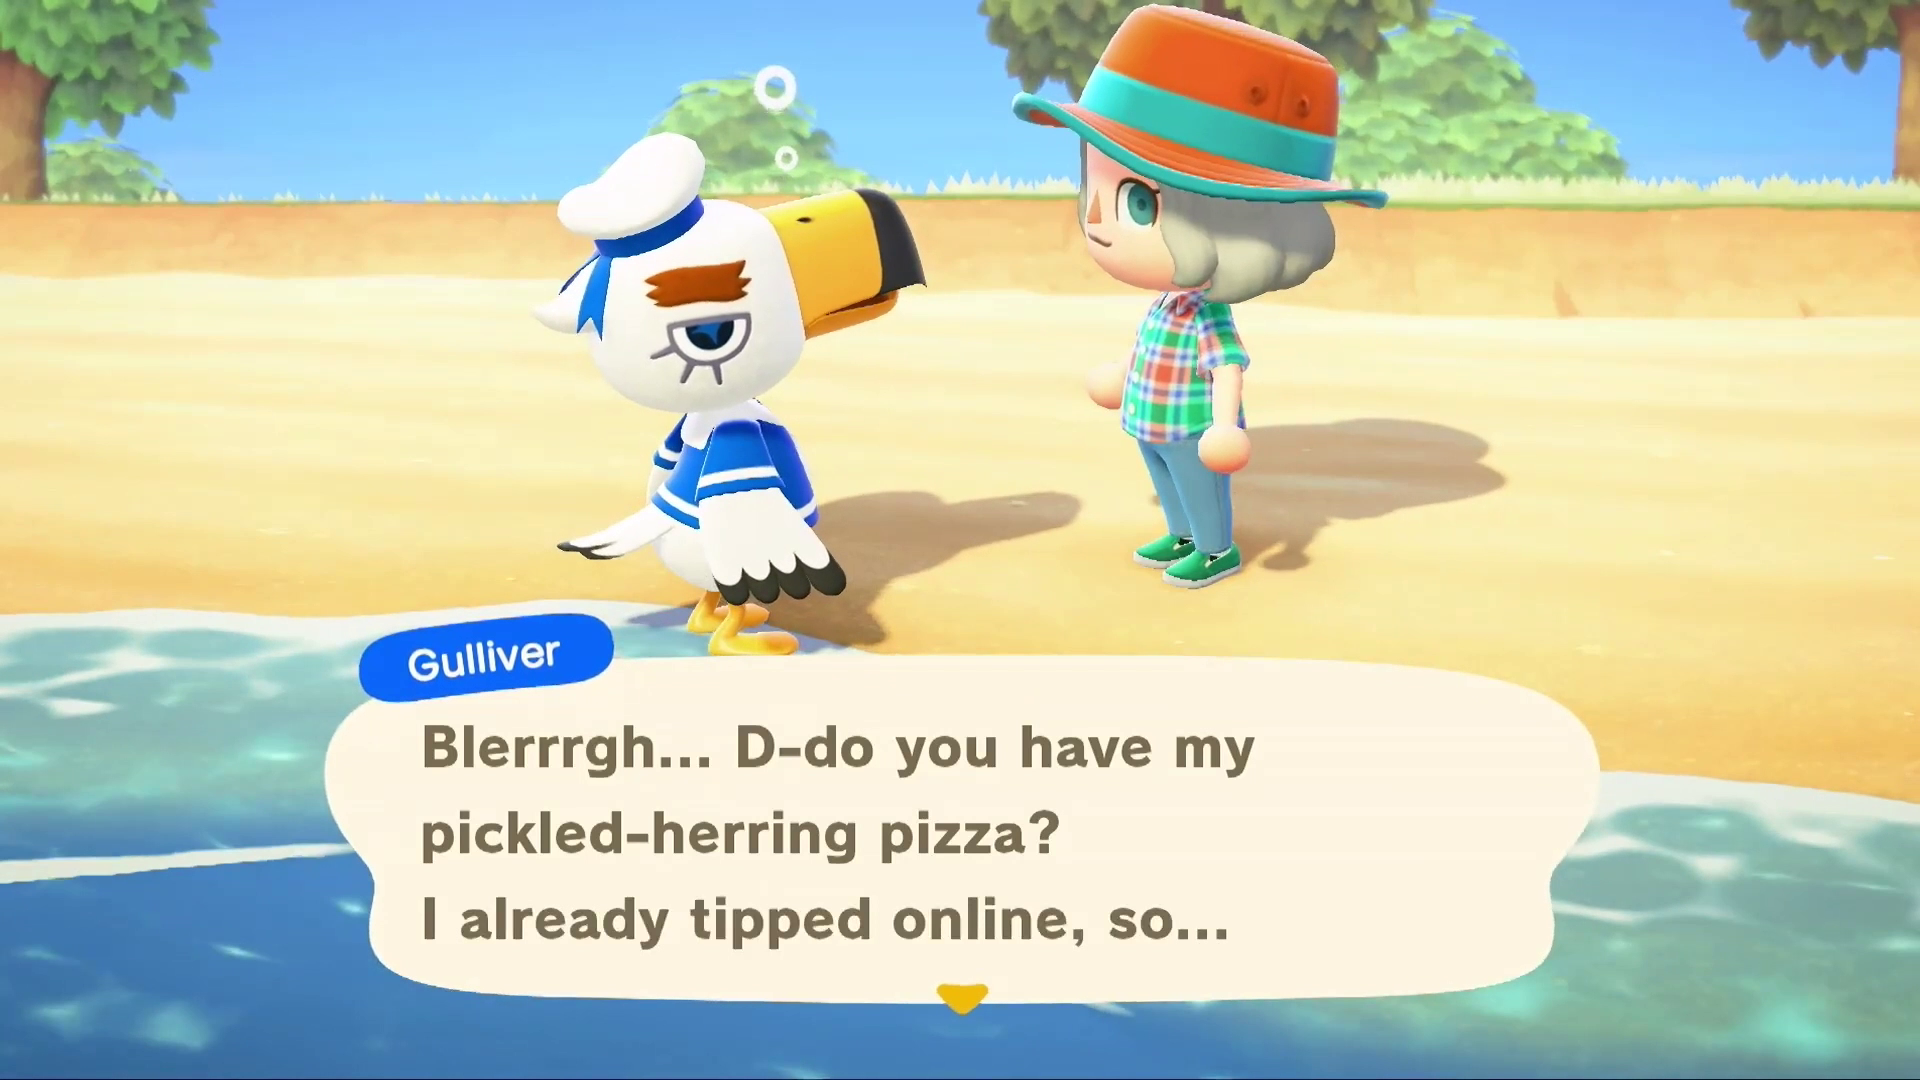 Gulliver
Blerrrgh... D-do you have my
pickled-herring pizza?
I already tipped online, so...